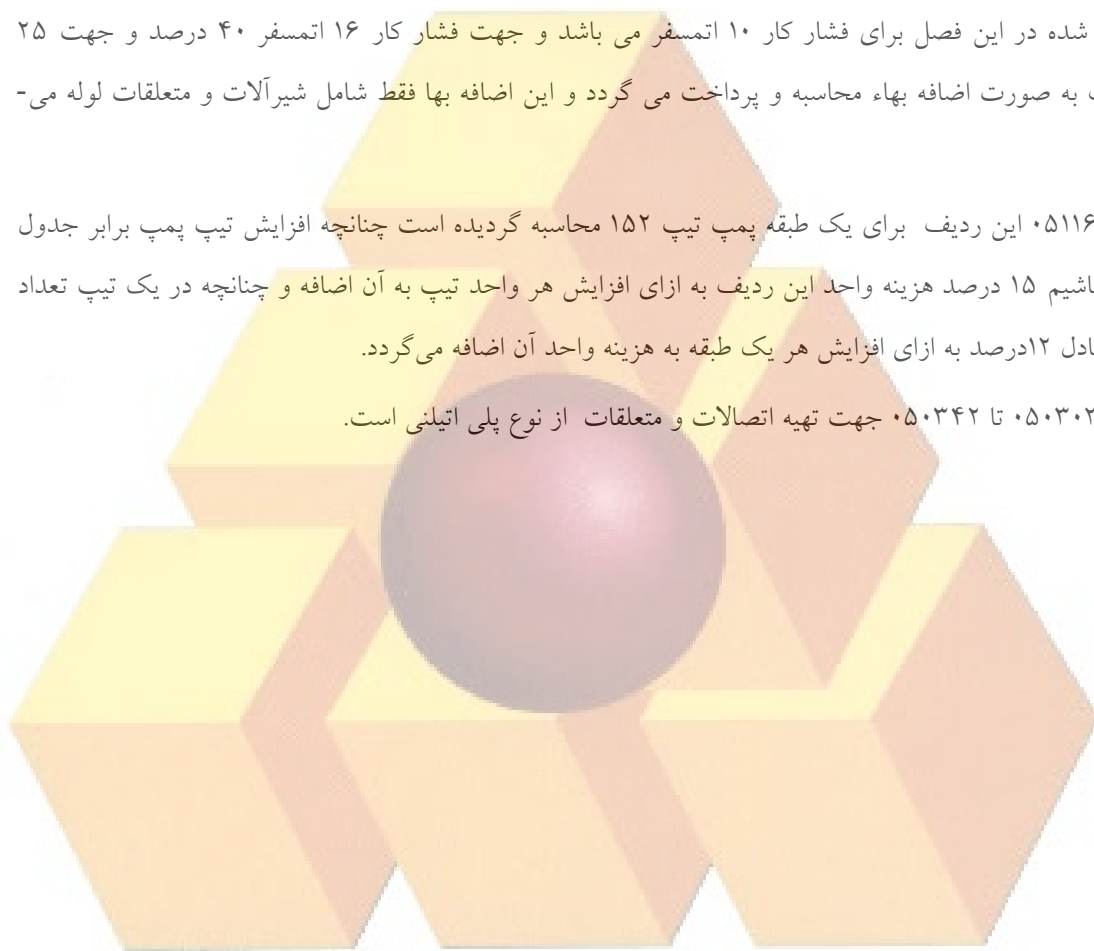 شده در این فصل برای فشار کار ۱۰ اتمسفر می باشد و جهت فشار کار ۱۶ اتمسفر ۴۰ درصد و جهت ۲۵
به صورت اضافه بهاء محاسبه و پرداخت می گردد و این اضافه بها فقط شامل شیرآلات و متعلقات لوله می-
۰۵۱۱۶ این ردیف برای یک طبقه پمپ تیپ ۱۵۲ محاسبه گردیده است چنانچه افزایش تیپ پمپ برابر جدول
اشیم ۱۵ درصد هزینه واحد این ردیف به ازای افزایش هر واحد تیپ به آن اضافه و چنانچه در یک تیپ تعداد
ادل ۱۲درصد به ازای افزایش هر یک طبقه به هزینه واحد آن اضافه می‌گردد.
۰۵۰۳۰۲ تا ۰۵۰۳۴۲ جهت تهیه اتصالات و متعلقات از نوع پلی اتیلنی است.